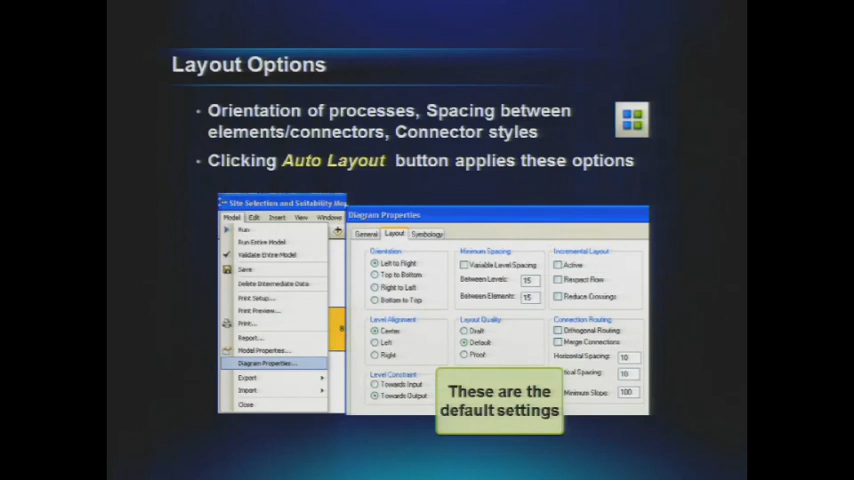 Layout Options
• Orientation of processes, Spacing between
elements/connectors, Connector styles
• Clicking Auto Layout button applies these options
Site Selection and Suitability
Model Edit Insert View Windows
Run
Run Entire Model
Validate Entire Model
Save
Delete Intermediate Data
Print Setup...
Print Preview...
Print...
Report...
Model Properties...
Diagram Properties...
Export
Import
Close
Diagram Properties
General Layout Symbology
Orientation
Left to Right
Top to Bottom
Right to Left
Bottom to Top
Level Alignment
Center
Left
Right
Level Constraint
Towards Input
Towards Output
Minimum Spacing
Variable Level Spacing
Between Levels: 15
Between Elements: 15
Layout Quality
Draft
Default
Proof
Incremental Layout
Active
Respect Flow
Reduce Crossings
Connection Routing
Orthogonal Routing
Merge Connections
Horizontal Spacing: 10
Spacing: 10
Minimum Slope: 100
These are the
default settings